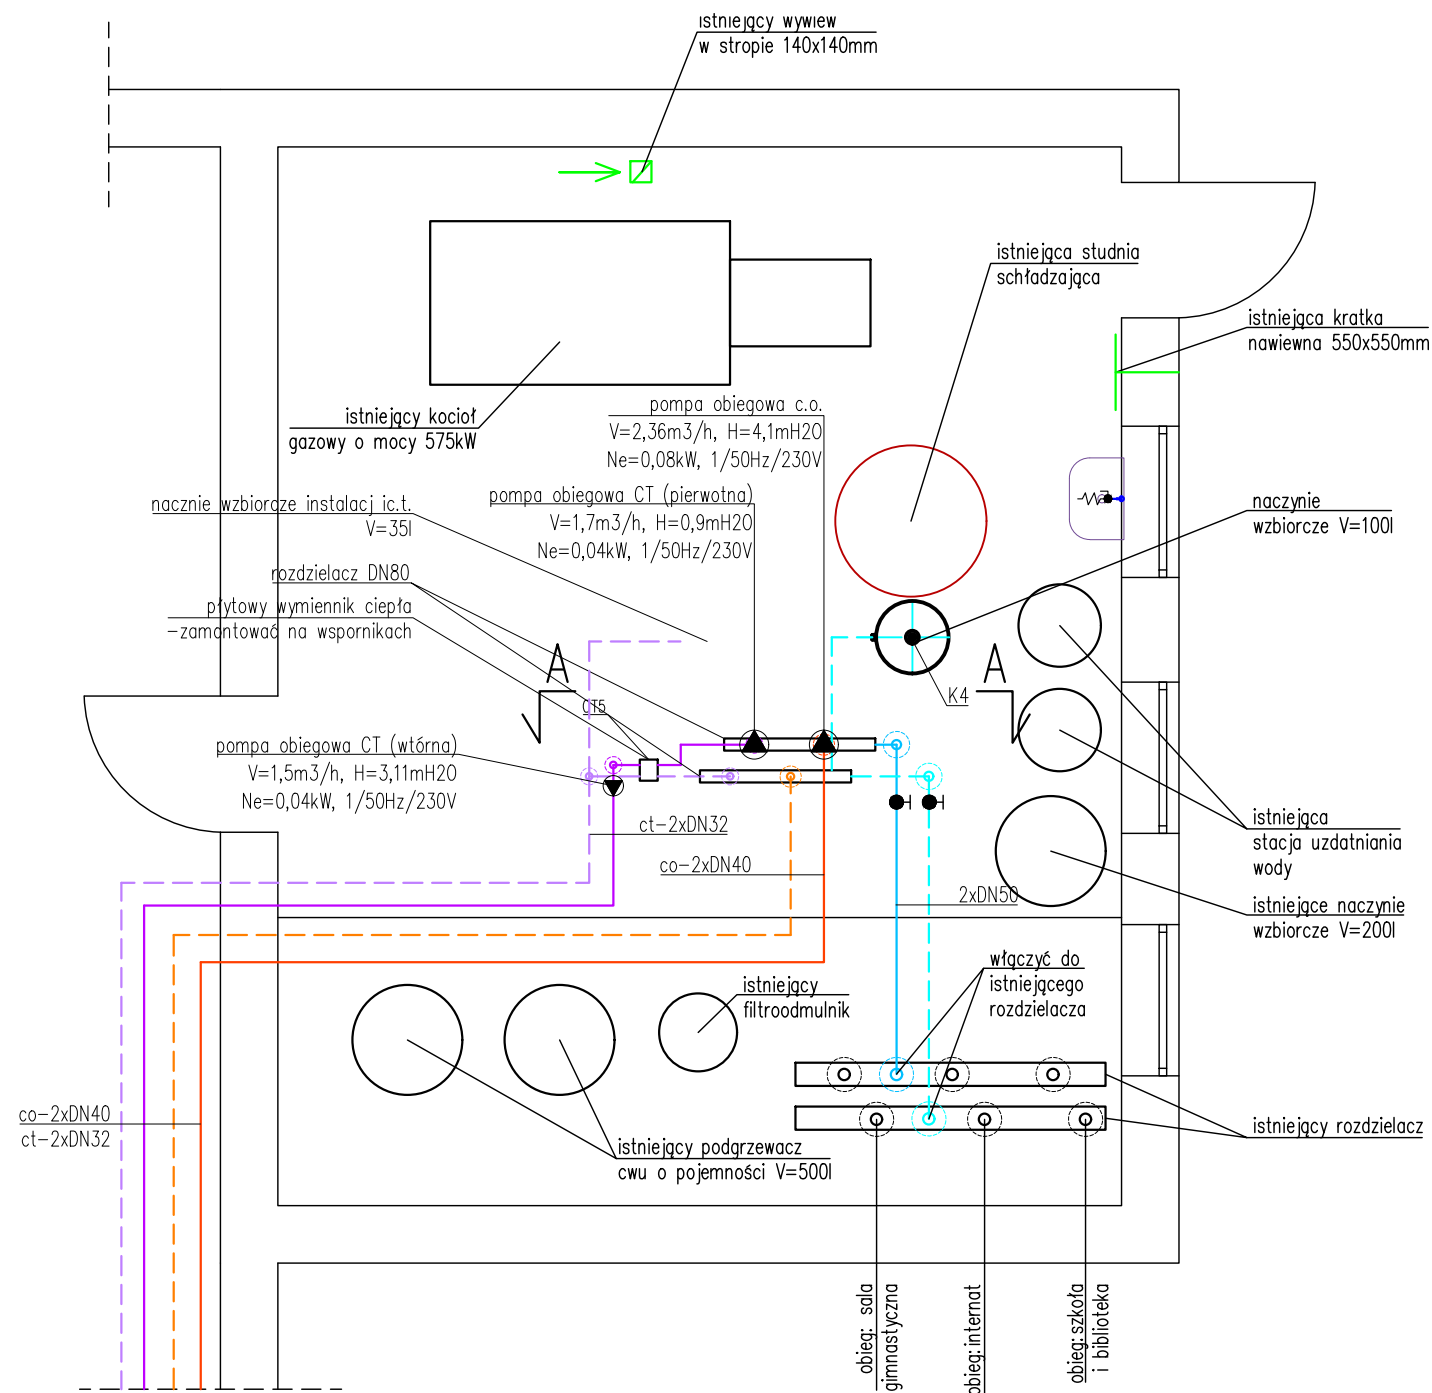 istniejący wywiew
w stropie 140x140mm
istniejąca studnia
schładzająca
istniejąca kratka
nawiewna 550x550mm
istniejący kocioł
gazowy o mocy 575kW
pompa obiegowa c.o.
V=2,36m3/h, H=4,1mH2O
Ne=0,08kW, 1/50Hz/230V
nacznie wzbiorcze instalacj ic.t.
V=35l
pompa obiegowa CT (pierwotna)
V=1,7m3/h, H=0,9mH2O
Ne=0,04kW, 1/50Hz/230V
naczynie
wzbiorcze V=100l
rozdzielacz DN80
płytowy wymiennik ciepła
-zamontować na wspornikach
A
A
K4
CT5
pompa obiegowa CT (wtórna)
V=1,5m3/h, H=3,11mH2O
Ne=0,04kW, 1/50Hz/230V
ct-2xDN32
co-2xDN40
2xDN50
istniejąca
stacja uzdatniania
wody
istniejące naczynie
wzbiorcze V=200l
włączyć do
istniejącego
rozdzielacza
istniejący
filtroodmulnik
co-2xDN40
ct-2xDN32
istniejący podgrzewacz
cwu o pojemności V=500l
istniejący rozdzielacz
obieg: sala
gimnastyczna
obieg:internat
obieg:szkoła
i biblioteka